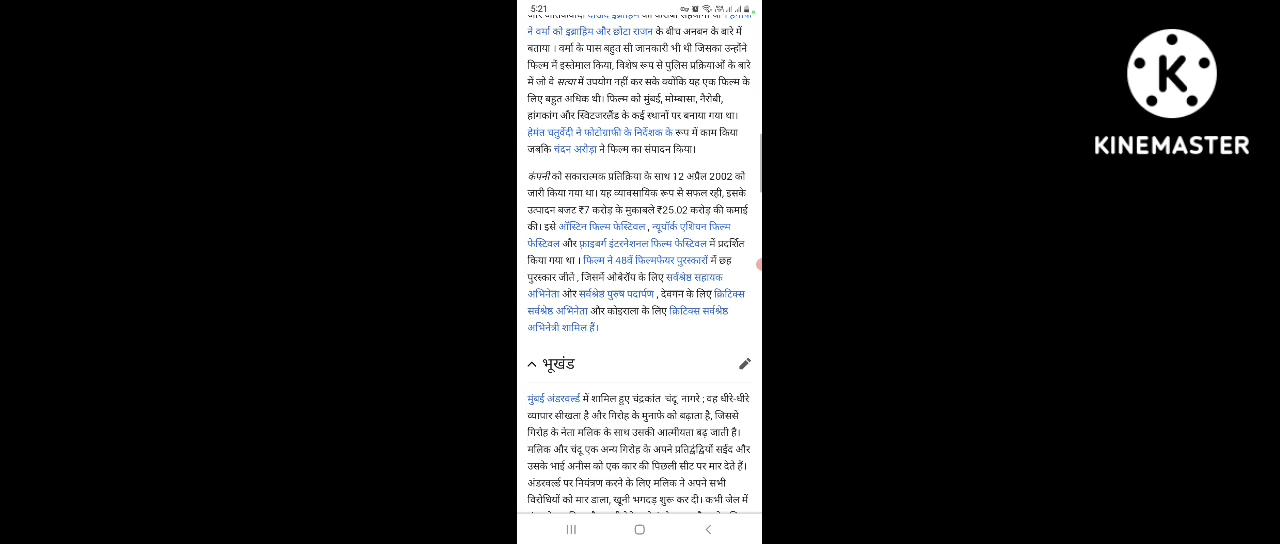 5:21
ने वर्मा को इब्राहिम और छोटा राजन के बीच अनबन के बारे में
बताया । वर्मा के पास बहुत सी जानकारी भी थी जिसका उन्होंने
फिल्म में इस्तेमाल किया, विशेष रूप से पुलिस प्रक्रियाओं के बारे
में जो वे सत्या में उपयोग नहीं कर सके क्योंकि यह एक फिल्म के
लिए बहुत अधिक थी। फिल्म को मुंबई, मोम्बासा, नैरोबी,
हांगकांग और स्विटजरलैंड के कई स्थानों पर बनाया गया था।
हेमंत चतुर्वेदी ने फोटोग्राफी के निर्देशक के रूप में काम किया
जबकि चंदन अरोड़ा ने फिल्म का संपादन किया।
कंपनी को सकारात्मक प्रतिक्रिया के साथ 12 अप्रैल 2002 को
जारी किया गया था। यह व्यावसायिक रूप से सफल रही, इसके
उत्पादन बजट ₹7 करोड़ के मुकाबले ₹25.02 करोड़ की कमाई
की। इसे ऑस्टिन फिल्म फेस्टिवल , न्यूयॉर्क एशियन फिल्म
फेस्टिवल और फ़्राइबर्ग इंटरनेशनल फिल्म फेस्टिवल में प्रदर्शित
किया गया था । फिल्म ने 48वें फिल्मफेयर पुरस्कारों में छह
पुरस्कार जीते , जिसमें ओबेरॉय के लिए सर्वश्रेष्ठ सहायक
अभिनेता और सर्वश्रेष्ठ पुरुष पदार्पण , देवगन के लिए क्रिटिक्स
सर्वश्रेष्ठ अभिनेता और कोइराला के लिए क्रिटिक्स सर्वश्रेष्ठ
अभिनेत्री शामिल हैं।
भूखंड
मुंबई अंडरवर्ल्ड में शामिल हुए चंद्रकांत चंदू नागरे ; वह धीरे-धीरे
व्यापार सीखता है और गिरोह के मुनाफे को बढ़ाता है, जिससे
गिरोह के नेता मलिक के साथ उसकी आत्मीयता बढ़ जाती है।
मलिक और चंदू एक अन्य गिरोह के अपने प्रतिद्वंद्वियों सईद और
उसके भाई अनीस को एक कार की पिछली सीट पर मार देते हैं।
अंडरवर्ल्ड पर नियंत्रण करने के लिए मलिक ने अपने सभी
विरोधियों को मार डाला, खूनी भगदड़ शुरू कर दी। कभी जेल में
K
KINEMASTER